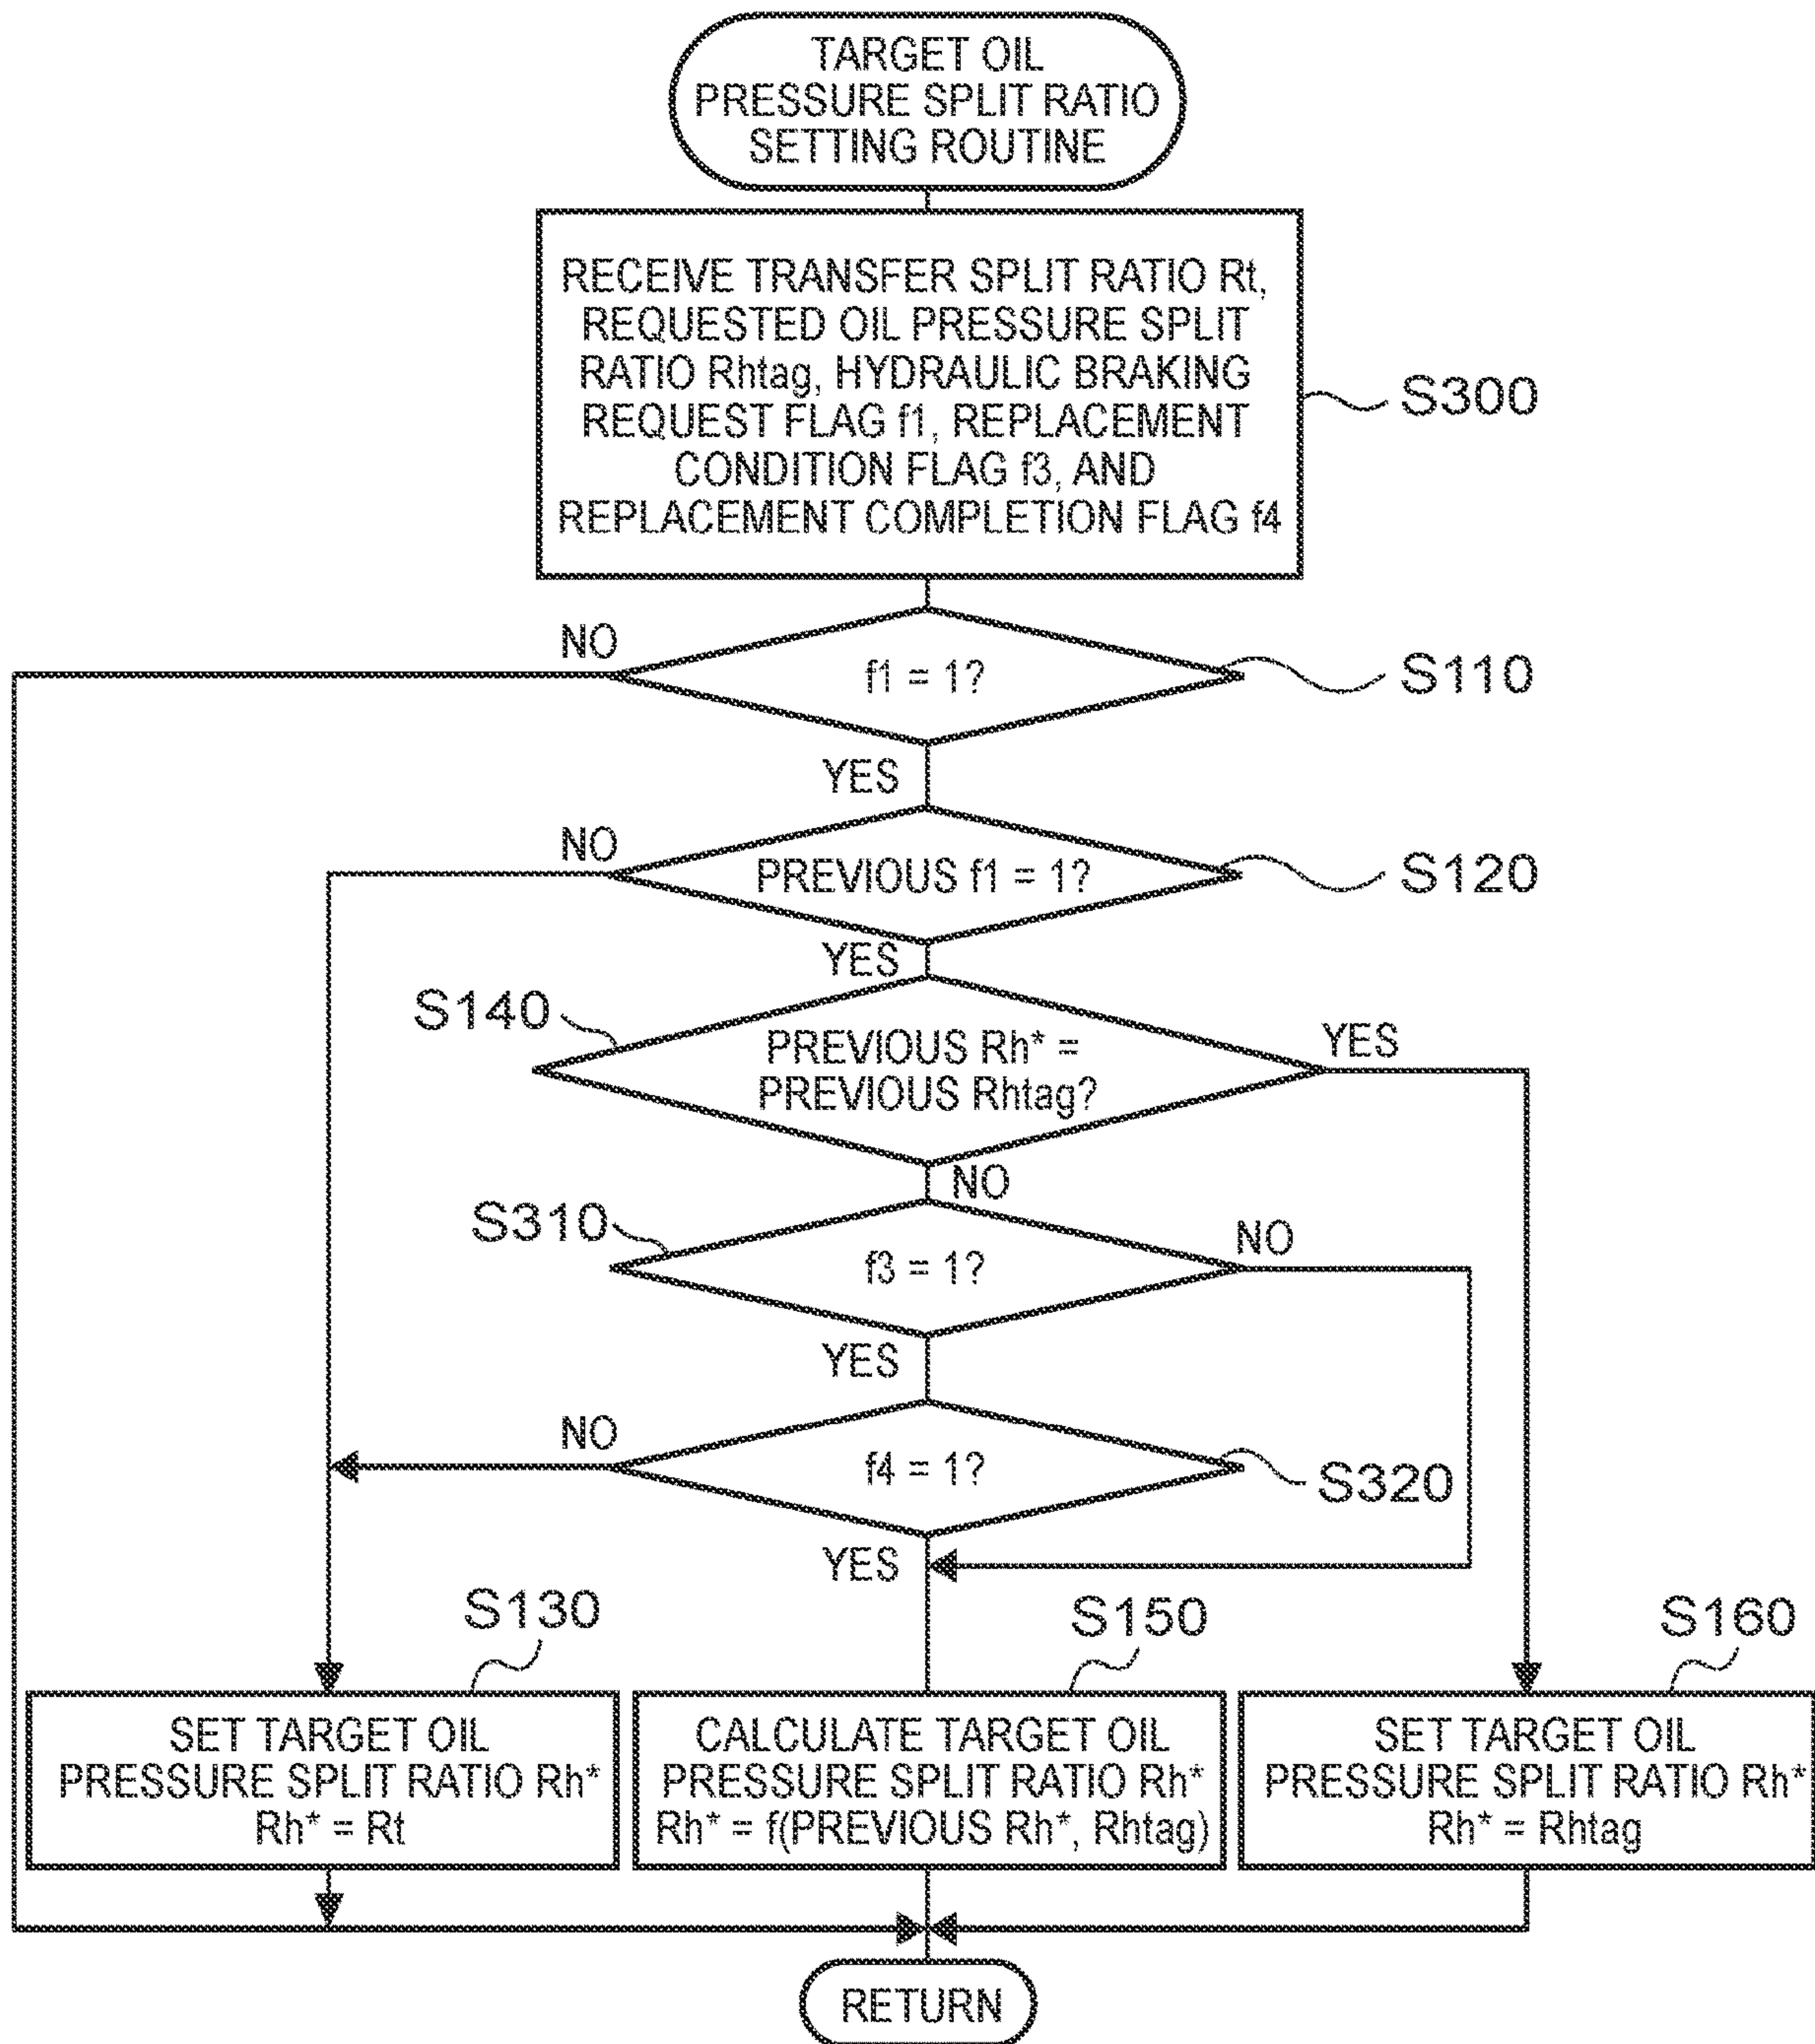 TARGET OIL
PRESSURE SPLIT RATIO
SETTING ROUTINE
RECEIVE TRANSFER SPLIT RATIO Rt,
REQUESTED OIL PRESSURE SPLIT
RATIO Rhtag, HYDRAULIC BRAKING
REQUEST FLAG f1, REPLACEMENT
CONDITION FLAG f3, AND
REPLACEMENT COMPLETION FLAG f4
S300
NO
f1 = 1?
S110
YES
NO
PREVIOUS f1 = 1?
S120
YES
S140
PREVIOUS Rh* =
PREVIOUS Rhtag?
YES
NO
S310
f3 = 1?
NO
YES
NO
f4 = 1?
S320
YES
S130
S150
S160
SET TARGET OIL
PRESSURE SPLIT RATIO Rh*
Rh* = Rt
CALCULATE TARGET OIL
PRESSURE SPLIT RATIO Rh*
Rh* = f(PREVIOUS Rh*, Rhtag)
SET TARGET OIL
PRESSURE SPLIT RATIO Rh*
Rh* = Rhtag
RETURN